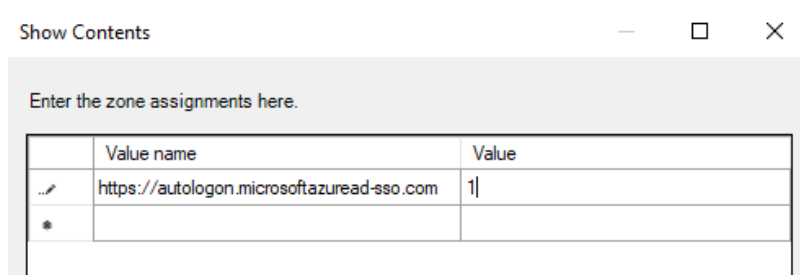 Show Contents
Enter the zone assignments here.
Value name Value
https://autologon.microsoftazuread-sso.com 1